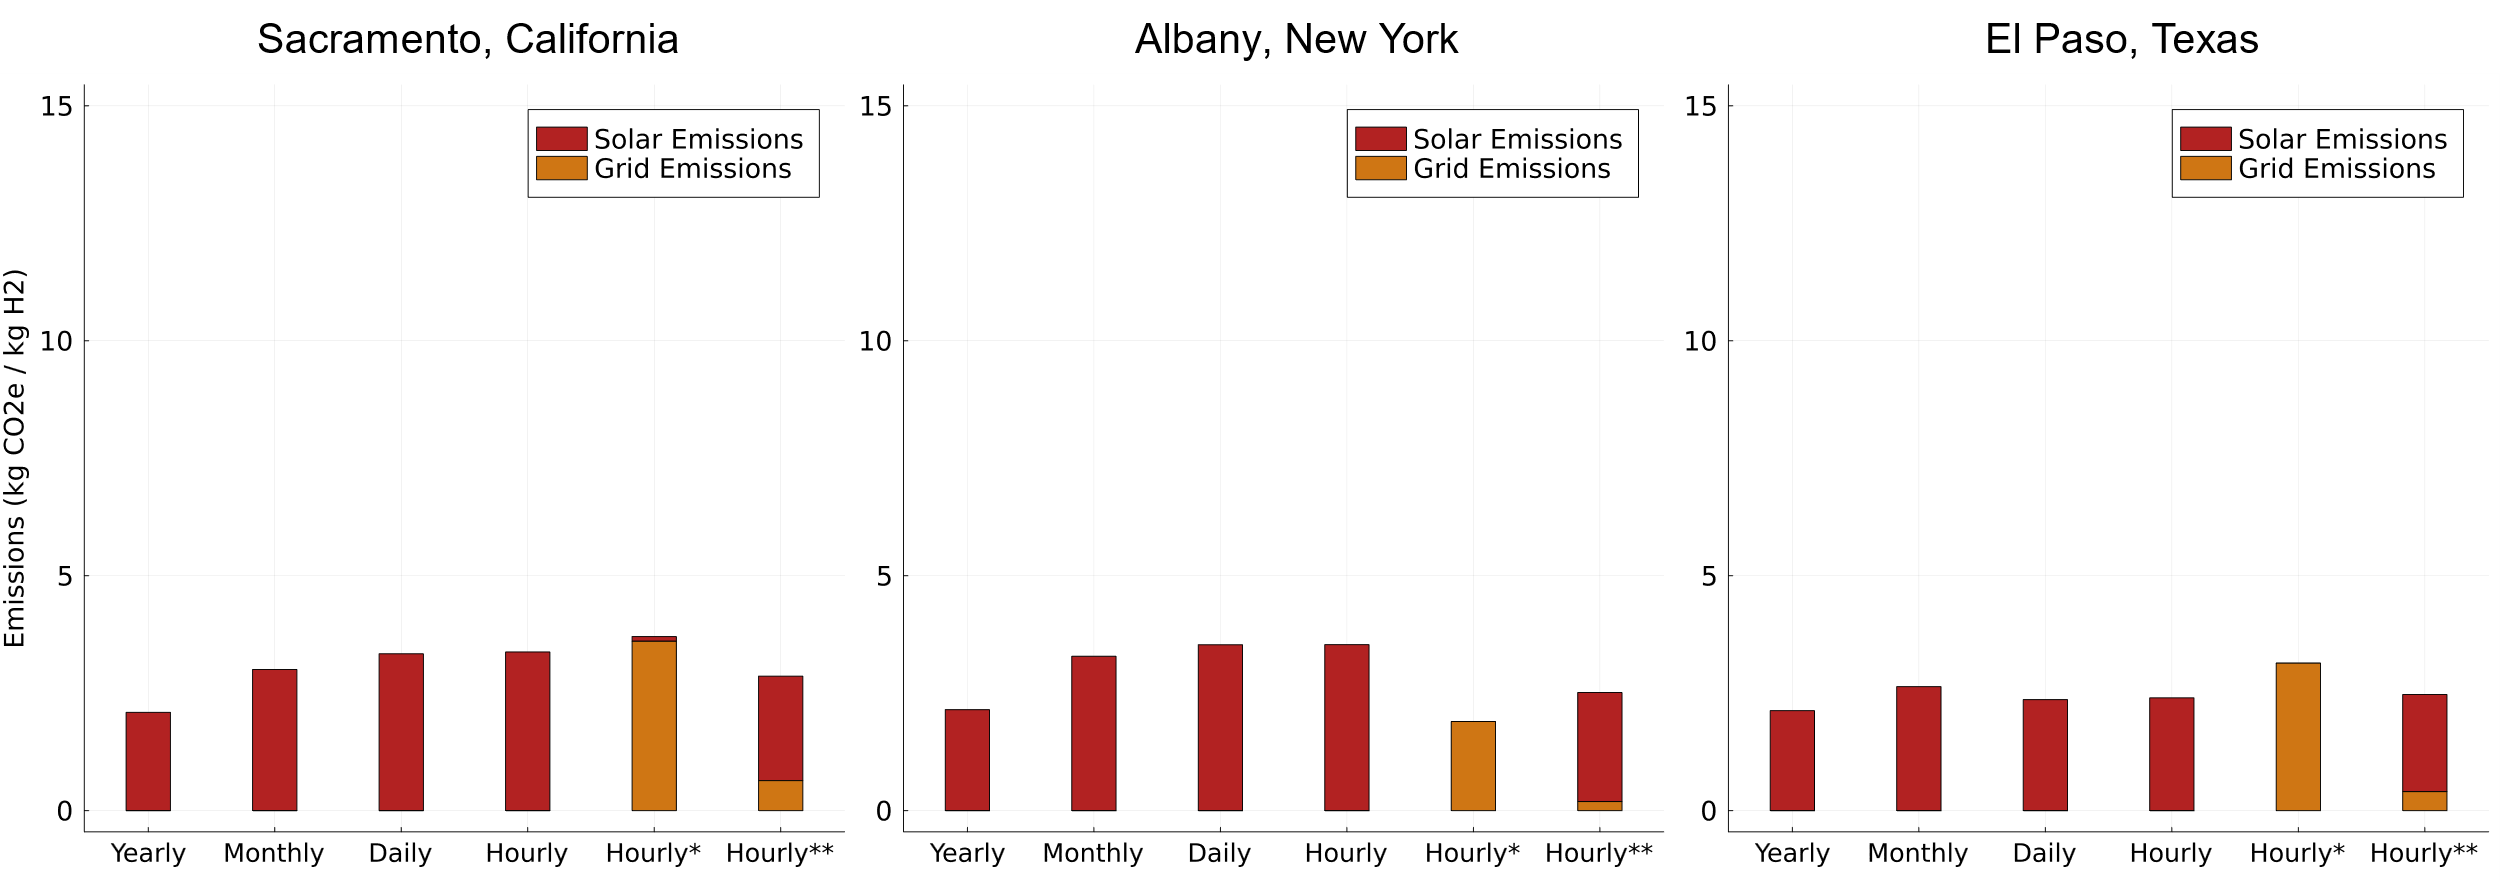 Sacramento, California
Albany, New York
El Paso, Texas
Emissions (kg CO2e / kg H2)
15
10
5
0
Solar Emissions
Grid Emissions
Yearly Monthly Daily Hourly Hourly* Hourly**
15
10
5
0
Solar Emissions
Grid Emissions
Yearly Monthly Daily Hourly Hourly* Hourly**
15
10
5
0
Solar Emissions
Grid Emissions
Yearly Monthly Daily Hourly Hourly* Hourly**